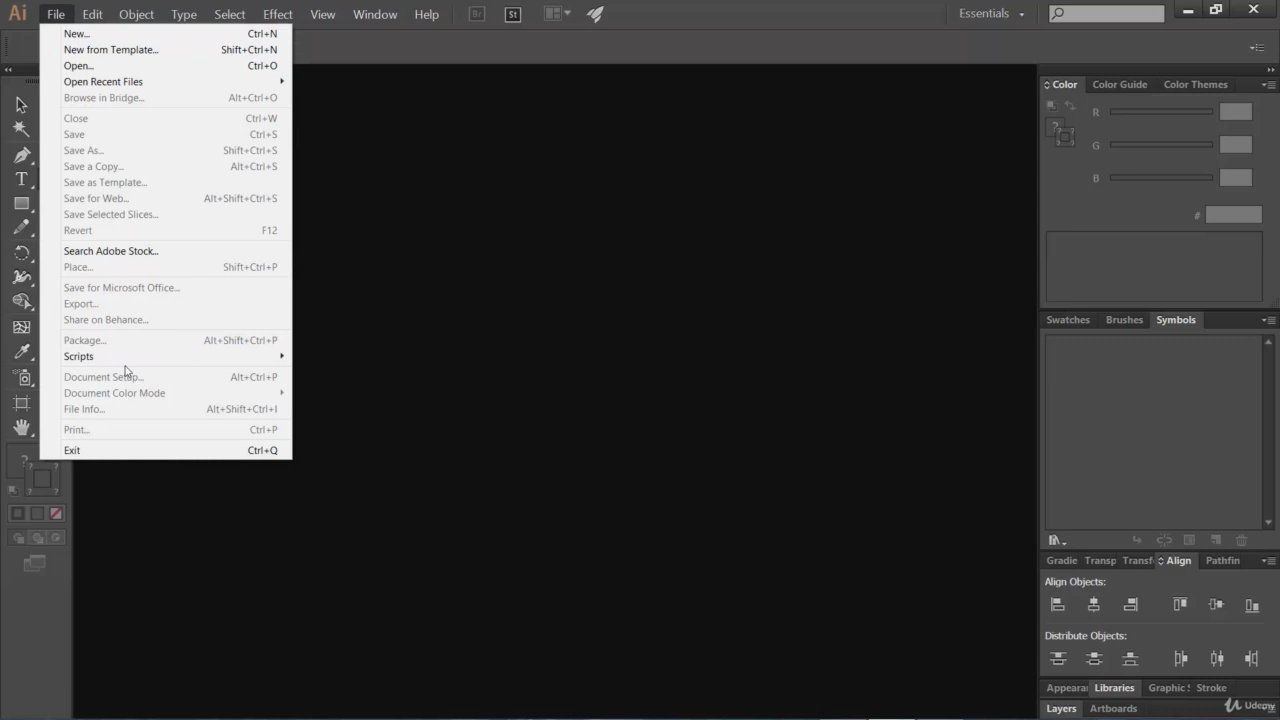 Ai File Edit Object Type Select Effect View Window Help Br St Essentials
New... Ctrl+N
New from Template... Shift+Ctrl+N
Open... Ctrl+O
Open Recent Files
Browse in Bridge... Alt+Ctrl+O
Close Ctrl+W
Save Ctrl+S
Save As... Shift+Ctrl+S
Save a Copy... Alt+Ctrl+S
Save as Template...
Save for Web... Alt+Shift+Ctrl+S
Save Selected Slices...
Revert F12
Search Adobe Stock...
Place... Shift+Ctrl+P
Save for Microsoft Office...
Export...
Share on Behance...
Package... Alt+Shift+Ctrl+P
Scripts
Document Setup... Alt+Ctrl+P
Document Color Mode
File Info... Alt+Shift+Ctrl+I
Print... Ctrl+P
Exit Ctrl+Q
T
? ?
? ?
Color Color Guide Color Themes
R
?
?
G
B
#
Swatches Brushes Symbols
Gradie Transp Transf Align Pathfin
Align Objects:
Distribute Objects:
Appeara Libraries Graphic S Stroke
Layers Artboards
Udemy